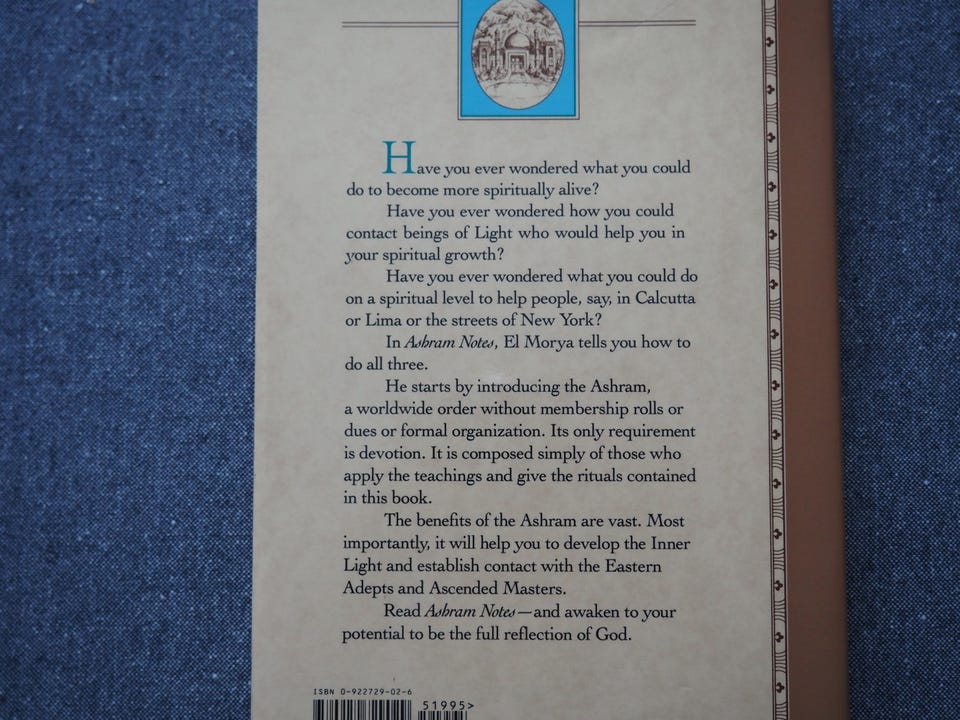 Have you ever wondered what you could
do to become more spiritually alive?
Have you ever wondered how you could
contact beings of Light who would help you in
your spiritual growth?
Have you ever wondered what you could do
on a spiritual level to help people, say, in Calcutta
or Lima or the streets of New York?
In Ashram Notes, El Morya tells you how to
do all three.
He starts by introducing the Ashram,
a worldwide order without membership rolls or
dues or formal organization. Its only requirement
is devotion. It is composed simply of those who
apply the teachings and give the rituals contained
in this book.
The benefits of the Ashram are vast. Most
importantly, it will help you to develop the Inner
Light and establish contact with the Eastern
Adepts and Ascended Masters.
Read Ashram Notes—and awaken to your
potential to be the full reflection of God.
ISBN 0-922729-02-6
51995>